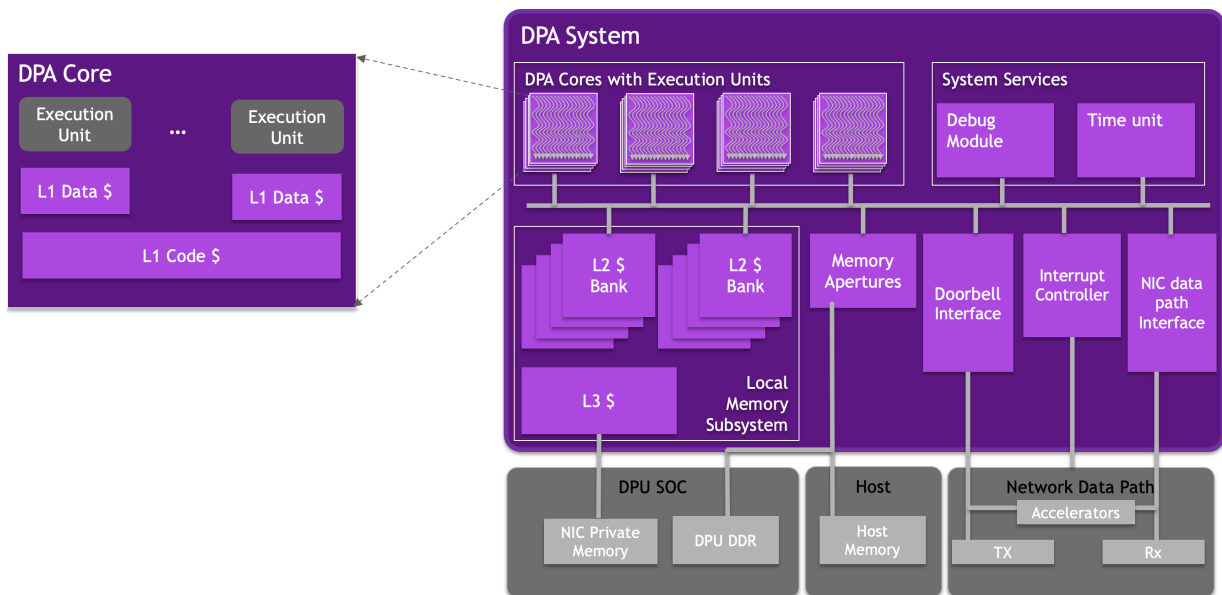 DPA Core
Execution
Unit
...
Execution
Unit
L1 Data $
L1 Data $
L1 Code $
DPA System
DPA Cores with Execution Units
System Services
Debug
Module
Time unit
L2 $
Bank
L2 $
Bank
Memory
Apertures
Doorbell
Interface
Interrupt
Controller
NIC data
path
Interface
L3 $
Local
Memory
Subsystem
DPU SOC
NIC Private
Memory
DPU DDR
Host
Host
Memory
Network Data Path
Accelerators
TX
Rx